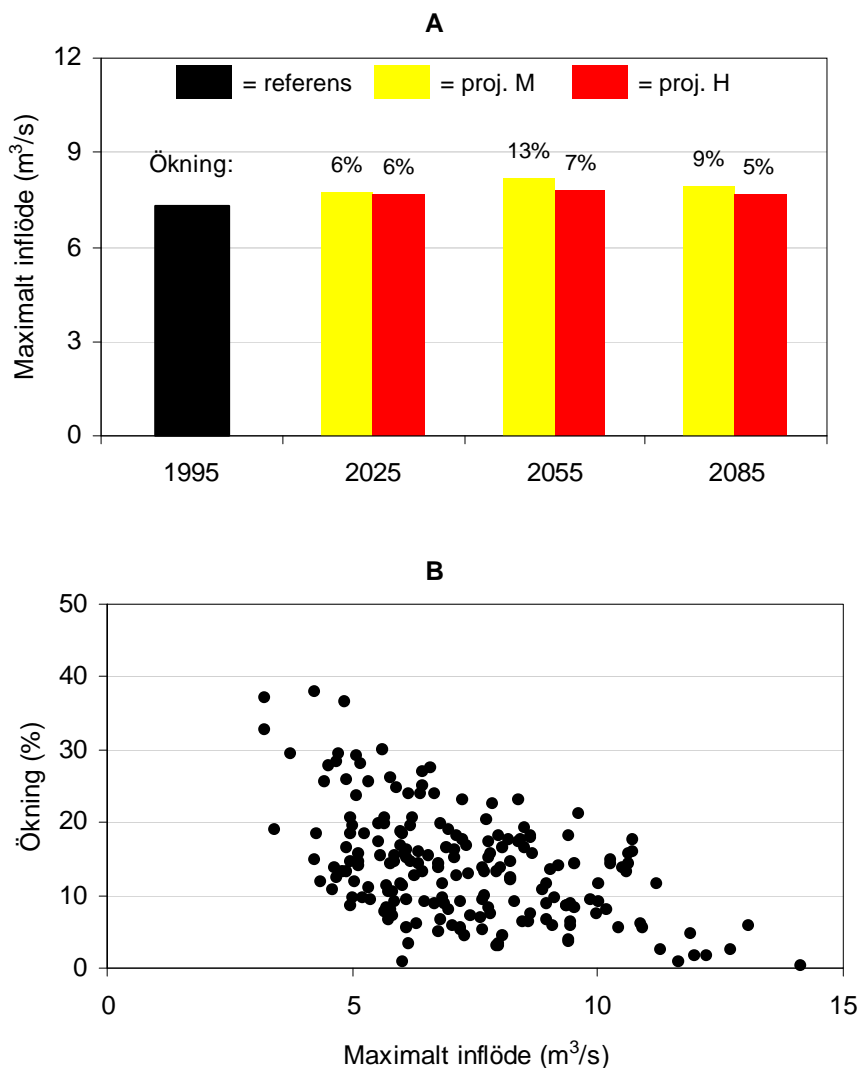 A
Maximalt inflöde (m³/s)
12
9
6
3
0
= referens = proj. M = proj. H
Ökning: 6% 6% 13% 7% 9% 5%
1995 2025 2055 2085
B
Ökning (%)
50
40
30
20
10
0
0 5 10 15
Maximalt inflöde (m³/s)